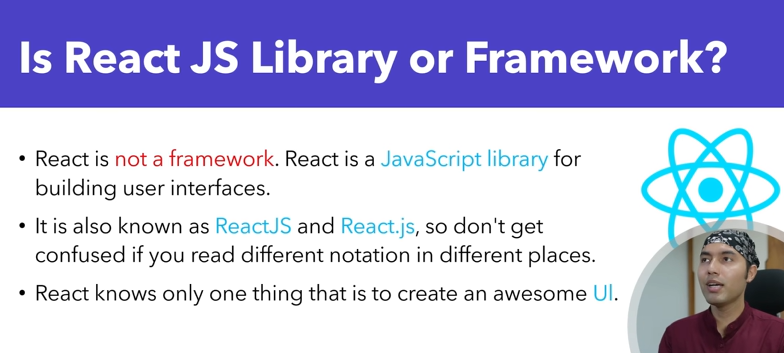 Is React JS Library or Framework?
• React is not a framework. React is a JavaScript library for
building user interfaces.
• It is also known as ReactJS and React.js, so don't get
confused if you read different notation in different places.
• React knows only one thing that is to create an awesome UI.